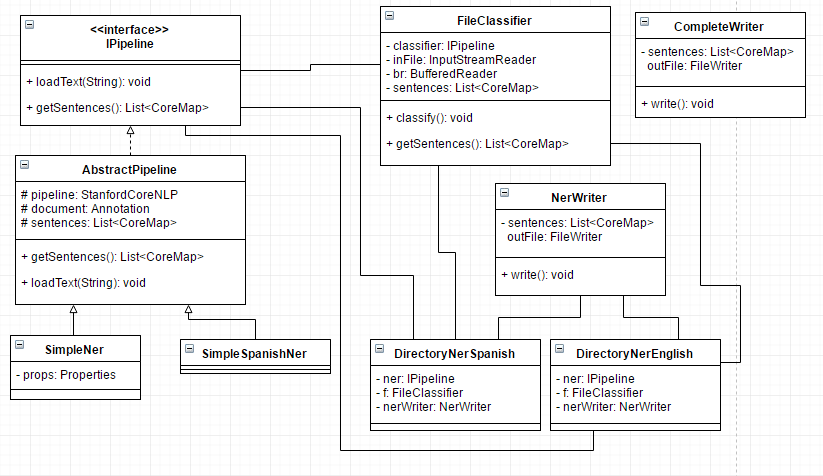 <<interface>>
IPipeline
+ loadText(String): void
+ getSentences(): List<CoreMap>
FileClassifier
- classifier: IPipeline
- inFile: InputStreamReader
- br: BufferedReader
- sentences: List<CoreMap>
+ classify(): void
+ getSentences(): List<CoreMap>
CompleteWriter
- sentences: List<CoreMap>
outFile: FileWriter
+ write(): void
AbstractPipeline
# pipeline: StanfordCoreNLP
# document: Annotation
# sentences: List<CoreMap>
+ getSentences(): List<CoreMap>
+ loadText(String): void
NerWriter
- sentences: List<CoreMap>
outFile: FileWriter
+ write(): void
SimpleNer
- props: Properties
SimpleSpanishNer
DirectoryNerSpanish
- ner: IPipeline
- f: FileClassifier
- nerWriter: NerWriter
DirectoryNerEnglish
- ner: IPipeline
- f: FileClassifier
- nerWriter: NerWriter